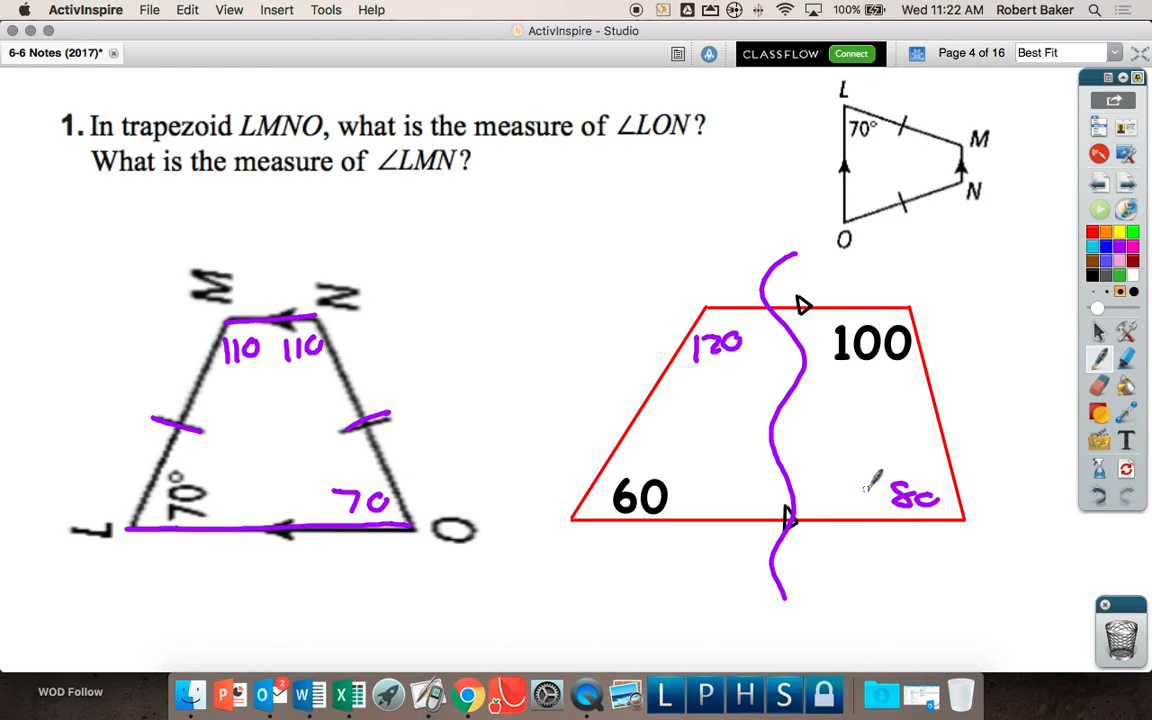 ActivInspire File Edit View Insert Tools Help 100% Wed 11:22 AM Robert Baker
ActivInspire - Studio
6-6 Notes (2017)* CLASSFLOW Connect Page 4 of 16 Best Fit
1. In trapezoid LMNO, what is the measure of ∠LON?
What is the measure of ∠LMN?
L
70°
M
N
O
M N
110 110
70° 70
L O
120 100
60 80
T
WOD Follow
2
P W X
L P H S